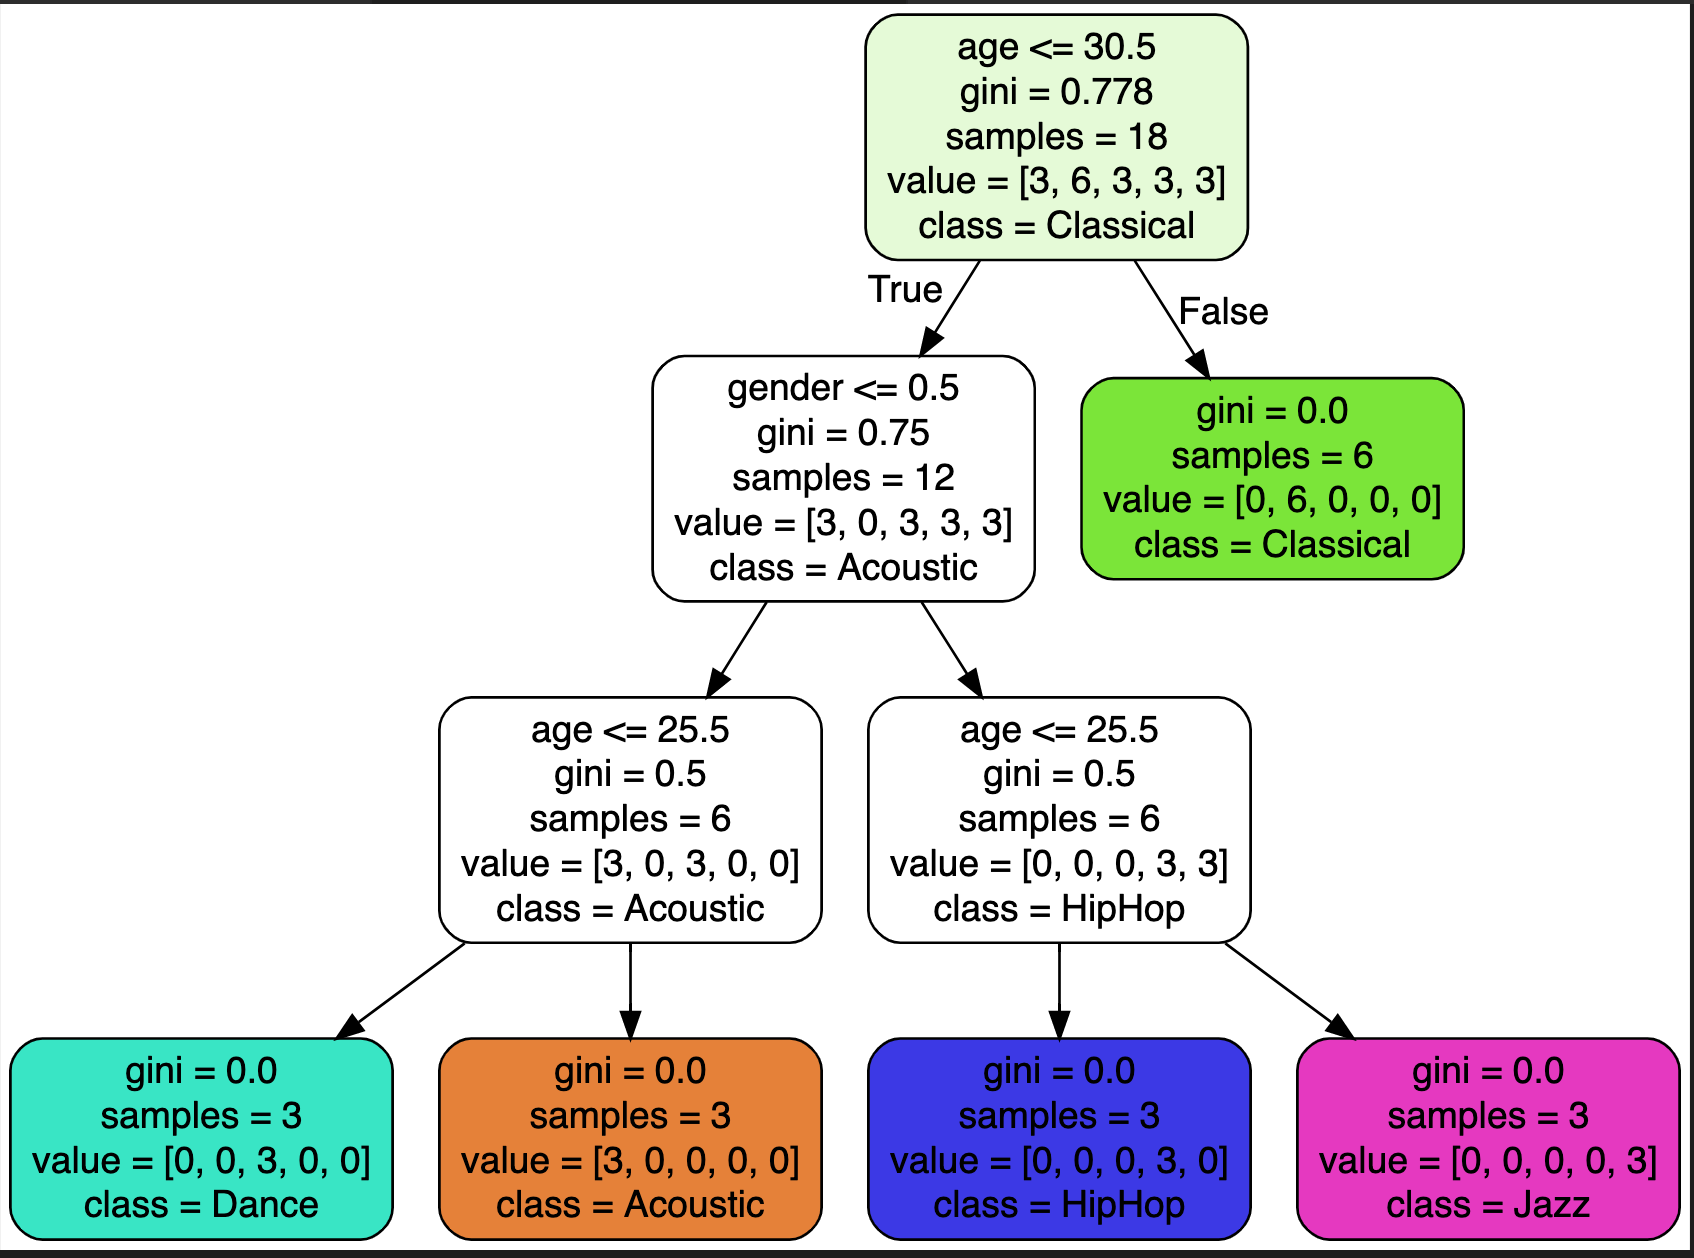 age <= 30.5
gini = 0.778
samples = 18
value = [3, 6, 3, 3, 3]
class = Classical
True
False
gender <= 0.5
gini = 0.75
samples = 12
value = [3, 0, 3, 3, 3]
class = Acoustic
gini = 0.0
samples = 6
value = [0, 6, 0, 0, 0]
class = Classical
age <= 25.5
gini = 0.5
samples = 6
value = [3, 0, 3, 0, 0]
class = Acoustic
age <= 25.5
gini = 0.5
samples = 6
value = [0, 0, 0, 3, 3]
class = HipHop
gini = 0.0
samples = 3
value = [0, 0, 3, 0, 0]
class = Dance
gini = 0.0
samples = 3
value = [3, 0, 0, 0, 0]
class = Acoustic
gini = 0.0
samples = 3
value = [0, 0, 0, 3, 0]
class = HipHop
gini = 0.0
samples = 3
value = [0, 0, 0, 0, 3]
class = Jazz